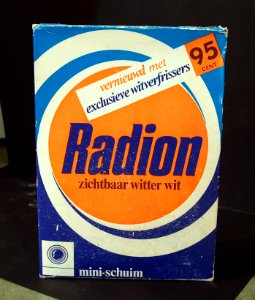 95
CENT
vernieuwd met
exclusieve witverfrissers
Radion
zichtbaar witter wit
mini-schuim